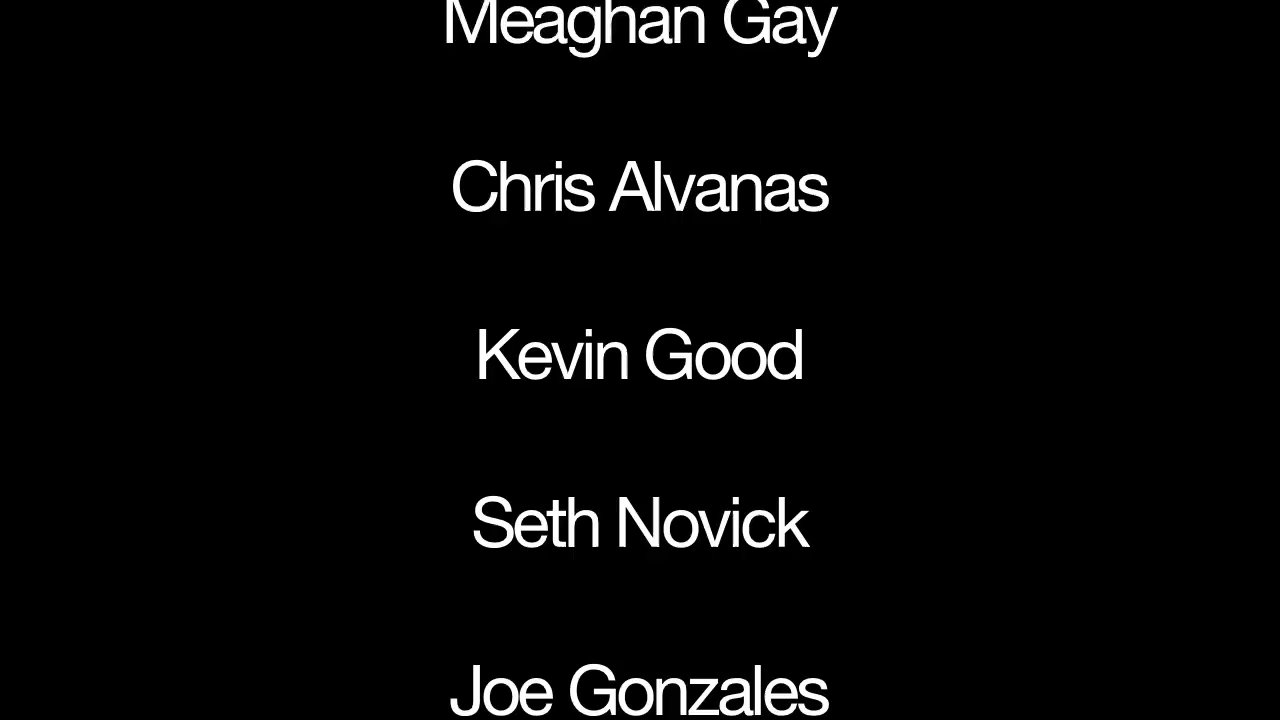 Meaghan Gay
Chris Alvanas
Kevin Good
Seth Novick
Joe Gonzales